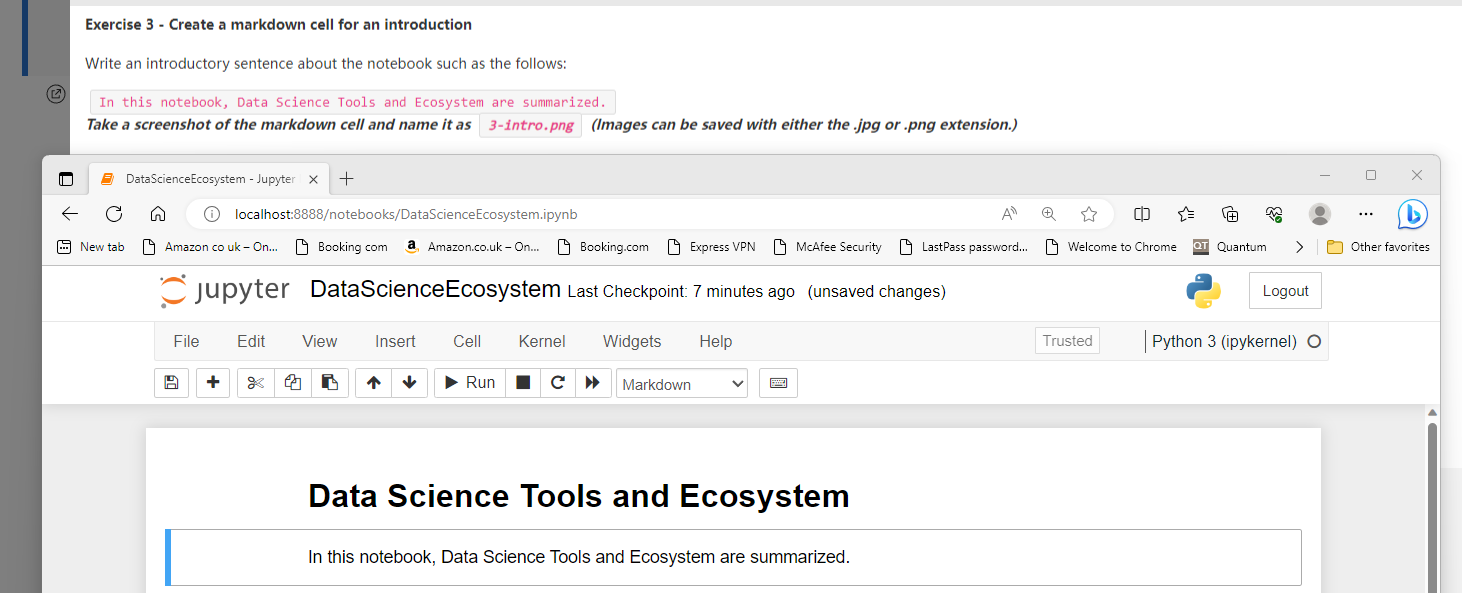 Exercise 3 - Create a markdown cell for an introduction
Write an introductory sentence about the notebook such as the follows:
In this notebook, Data Science Tools and Ecosystem are summarized.
Take a screenshot of the markdown cell and name it as 3-intro.png (Images can be saved with either the .jpg or .png extension.)
DataScienceEcosystem - Jupyter
localhost:8888/notebooks/DataScienceEcosystem.ipynb
New tab Amazon co uk – On... Booking com Amazon.co.uk – On... Booking.com Express VPN McAfee Security LastPass password... Welcome to Chrome QT Quantum Other favorites
jupyter DataScienceEcosystem Last Checkpoint: 7 minutes ago (unsaved changes) Logout
File Edit View Insert Cell Kernel Widgets Help Trusted Python 3 (ipykernel)
Run Markdown
Data Science Tools and Ecosystem
In this notebook, Data Science Tools and Ecosystem are summarized.